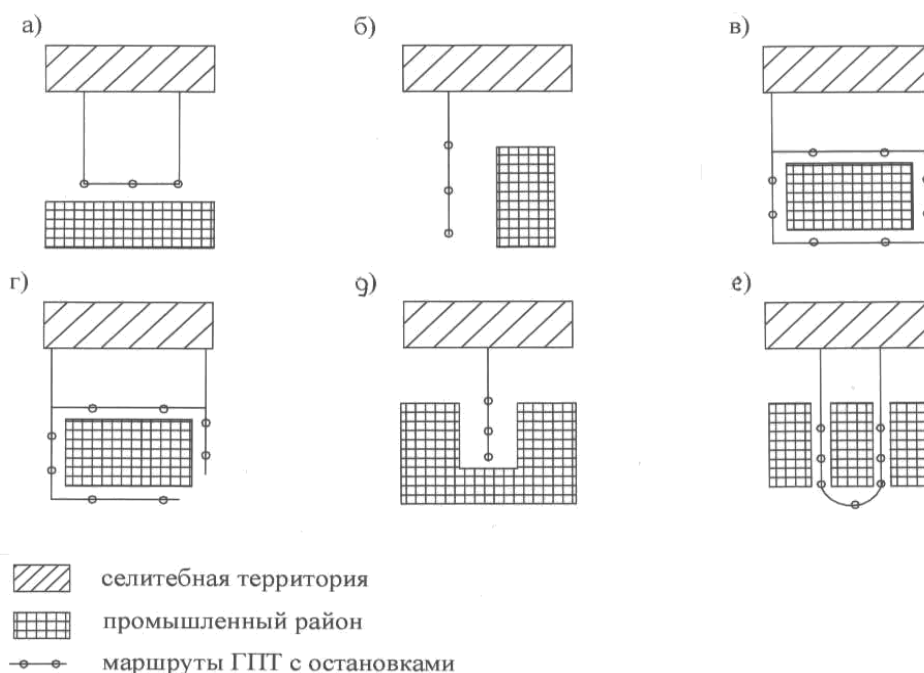 а)
б)
в)
г)
д)
е)
селитебная территория
промышленный район
маршруты ГПТ с остановками